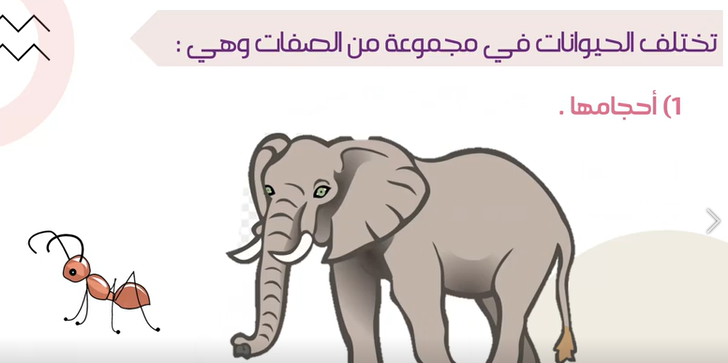 تختلف الحيوانات في مجموعة من الصفات وهي :
1) أحجامها .